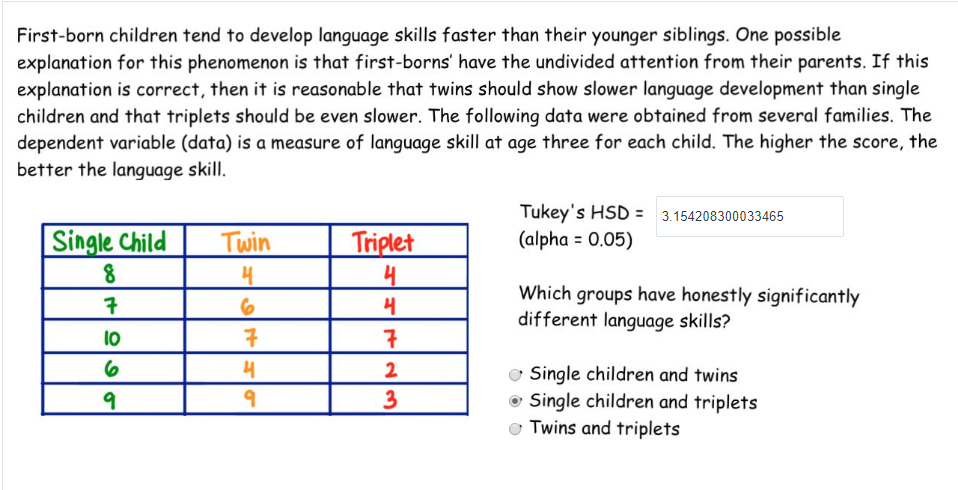 First-born children tend to develop language skills faster than their younger siblings. One possible
explanation for this phenomenon is that first-borns' have the undivided attention from their parents. If this
explanation is correct, then it is reasonable that twins should show slower language development than single
children and that triplets should be even slower. The following data were obtained from several families. The
dependent variable (data) is a measure of language skill at age three for each child. The higher the score, the
better the language skill.
Tukey's HSD = 3.154208300033465
(alpha = 0.05)
Single Child Twin Triplet
8 4 4
7 6 4
10 7 7
6 4 2
9 9 3
Which groups have honestly significantly
different language skills?
Single children and twins
Single children and triplets
Twins and triplets